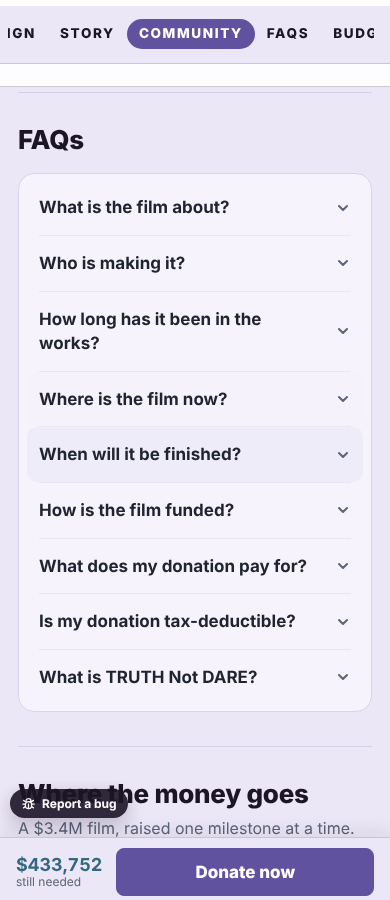 IGN STORY COMMUNITY FAQS BUDG
FAQs
What is the film about?
Who is making it?
How long has it been in the
works?
Where is the film now?
When will it be finished?
How is the film funded?
What does my donation pay for?
Is my donation tax-deductible?
What is TRUTH Not DARE?
Where the money goes
Report a bug
A $3.4M film, raised one milestone at a time.
$433,752
still needed
Donate now